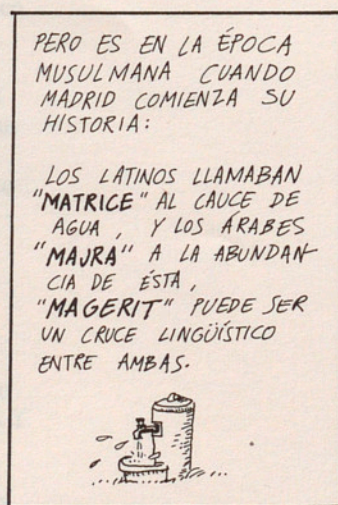 PERO ES EN LA ÉPOCA
MUSULMANA CUANDO
MADRID COMIENZA SU
HISTORIA:
LOS LATINOS LLAMABAN
"MATRICE" AL CAUCE DE
AGUA, Y LOS ÁRABES
"MAJRA" A LA ABUNDAN-
CIA DE ÉSTA,
"MAGERIT" PUEDE SER
UN CRUCE LINGÜÍSTICO
ENTRE AMBAS.